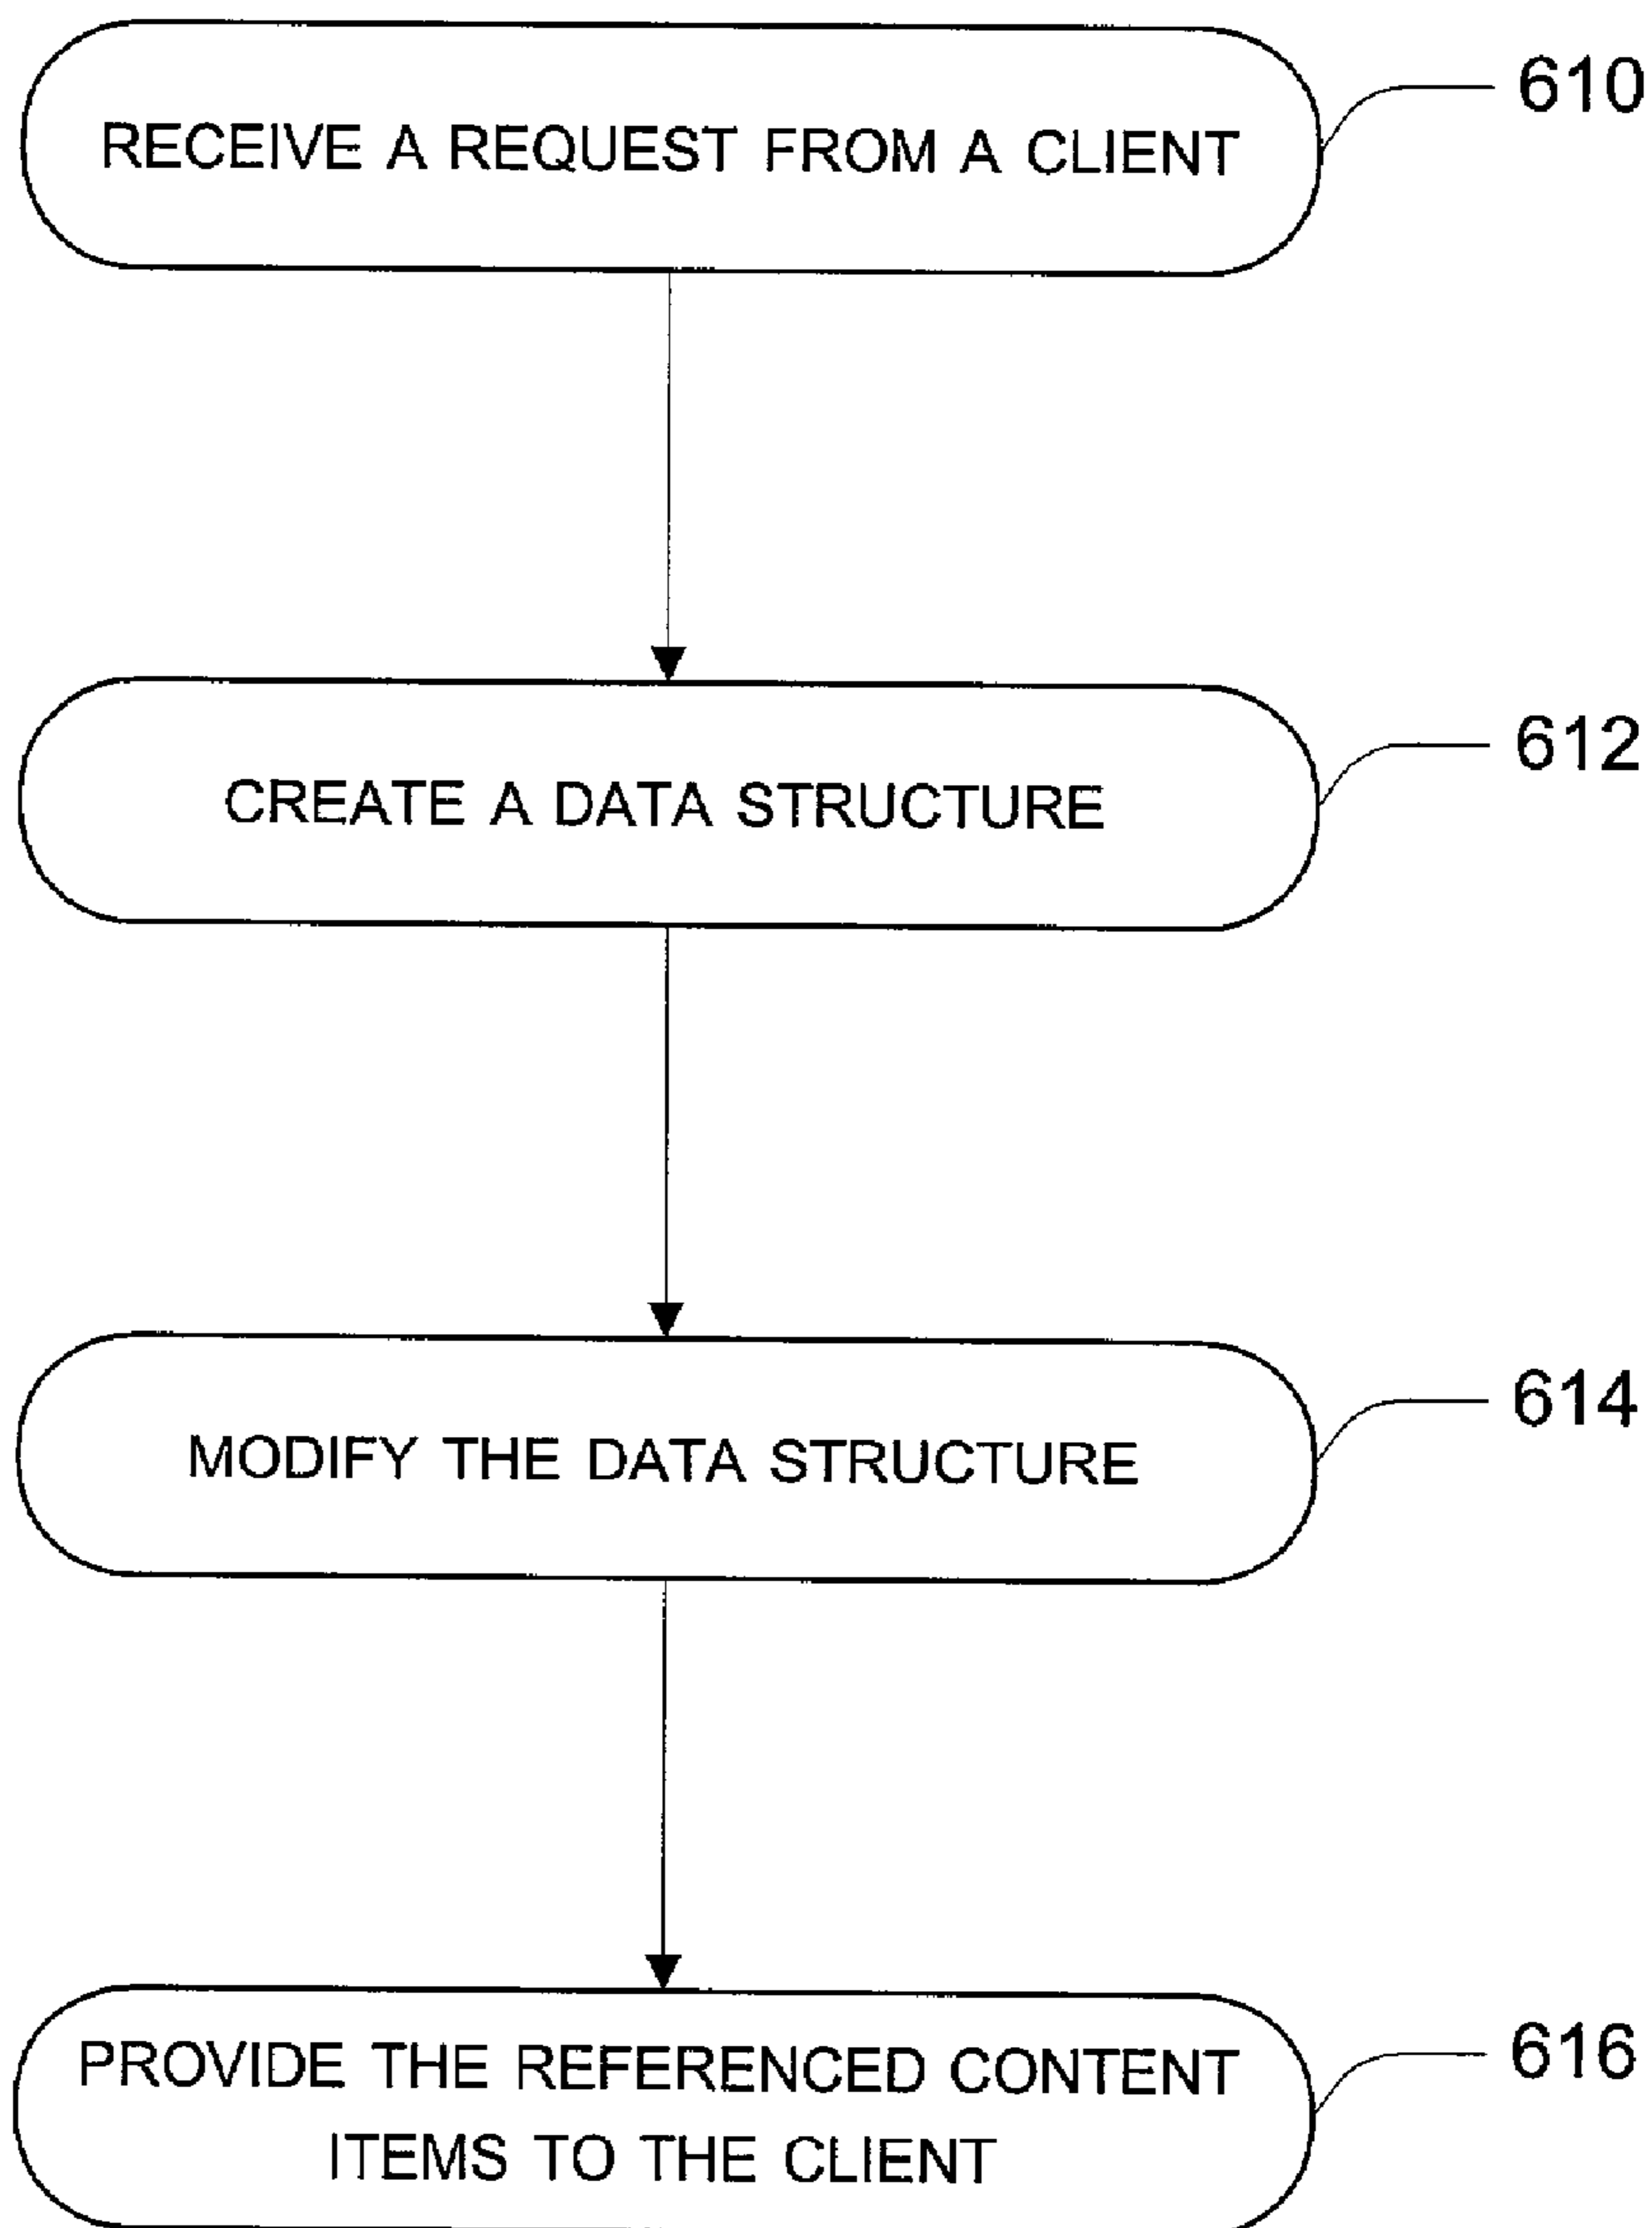 RECEIVE A REQUEST FROM A CLIENT
610
CREATE A DATA STRUCTURE
612
MODIFY THE DATA STRUCTURE
614
PROVIDE THE REFERENCED CONTENT
ITEMS TO THE CLIENT
616